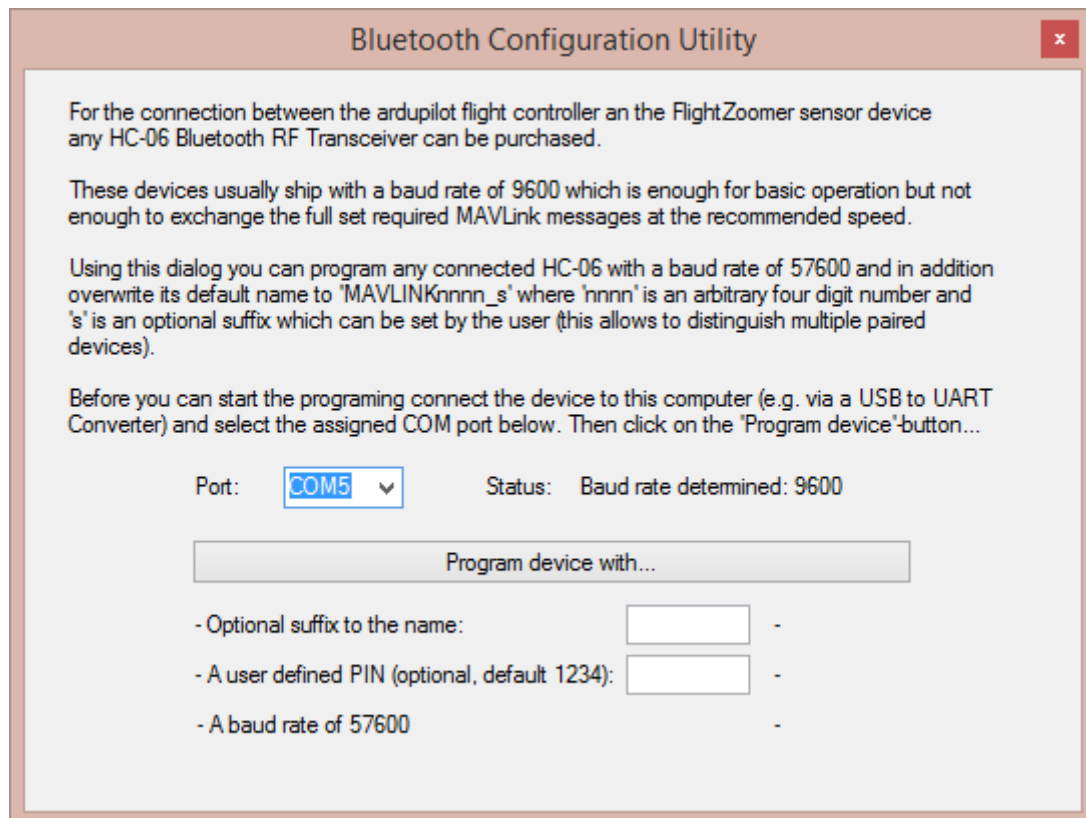 Bluetooth Configuration Utility
x
For the connection between the ardupilot flight controller an the FlightZoomer sensor device
any HC-06 Bluetooth RF Transceiver can be purchased.
These devices usually ship with a baud rate of 9600 which is enough for basic operation but not
enough to exchange the full set required MAVLink messages at the recommended speed.
Using this dialog you can program any connected HC-06 with a baud rate of 57600 and in addition
overwrite its default name to 'MAVLINKnnnn_s' where 'nnnn' is an arbitrary four digit number and
's' is an optional suffix which can be set by the user (this allows to distinguish multiple paired
devices).
Before you can start the programing connect the device to this computer (e.g. via a USB to UART
Converter) and select the assigned COM port below. Then click on the 'Program device'-button...
Port: COM5 Status: Baud rate determined: 9600
Program device with...
- Optional suffix to the name: -
- A user defined PIN (optional, default 1234): -
- A baud rate of 57600 -